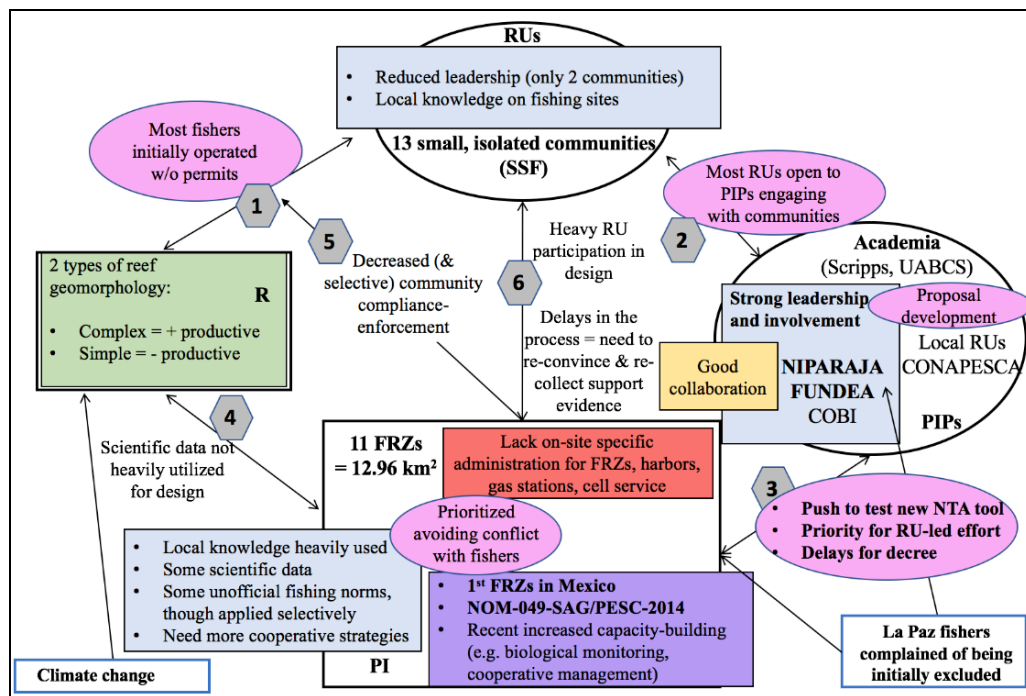 RUs
• Reduced leadership (only 2 communities)
• Local knowledge on fishing sites
13 small, isolated communities
(SSF)
Most fishers
initially operated
w/o permits
1
Most RUs open to
PIPs engaging
with communities
2
5
Decreased (&
selective) community
compliance-
enforcement
Heavy RU
participation in
design
6
Delays in the
process = need to
re-convince & re-
collect support
evidence
2 types of reef
geomorphology:
R
• Complex = + productive
• Simple = - productive
Academia
(Scripps, UABCS)
Strong leadership
and involvement
Proposal
development
Local RUs
CONAPESCA
Good
collaboration
NIPARAJA
FUNDEA
COBI
PIPs
4
Scientific data not
heavily utilized
for design
11 FRZs
= 12.96 km²
Lack on-site specific
administration for FRZs, harbors,
gas stations, cell service
3
• Push to test new NTA tool
• Priority for RU-led effort
• Delays for decree
Prioritized
avoiding conflict
with fishers
• Local knowledge heavily used
• Some scientific data
• Some unofficial fishing norms,
though applied selectively
• Need more cooperative strategies
• 1st FRZs in Mexico
• NOM-049-SAG/PESC-2014
• Recent increased capacity-building
(e.g. biological monitoring,
cooperative management)
PI
Climate change
La Paz fishers
complained of being
initially excluded